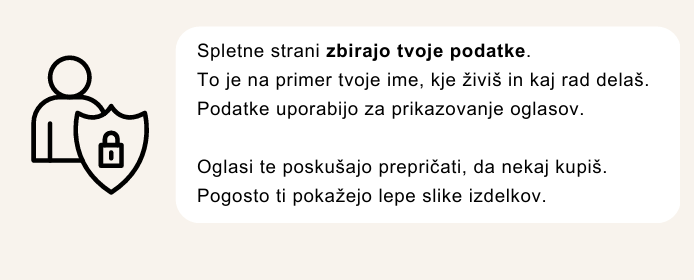 Spletne strani zbirajo tvoje podatke.
To je na primer tvoje ime, kje živiš in kaj rad delaš.
Podatke uporabijo za prikazovanje oglasov.
Oglasi te poskušajo prepričati, da nekaj kupiš.
Pogosto ti pokažejo lepe slike izdelkov.